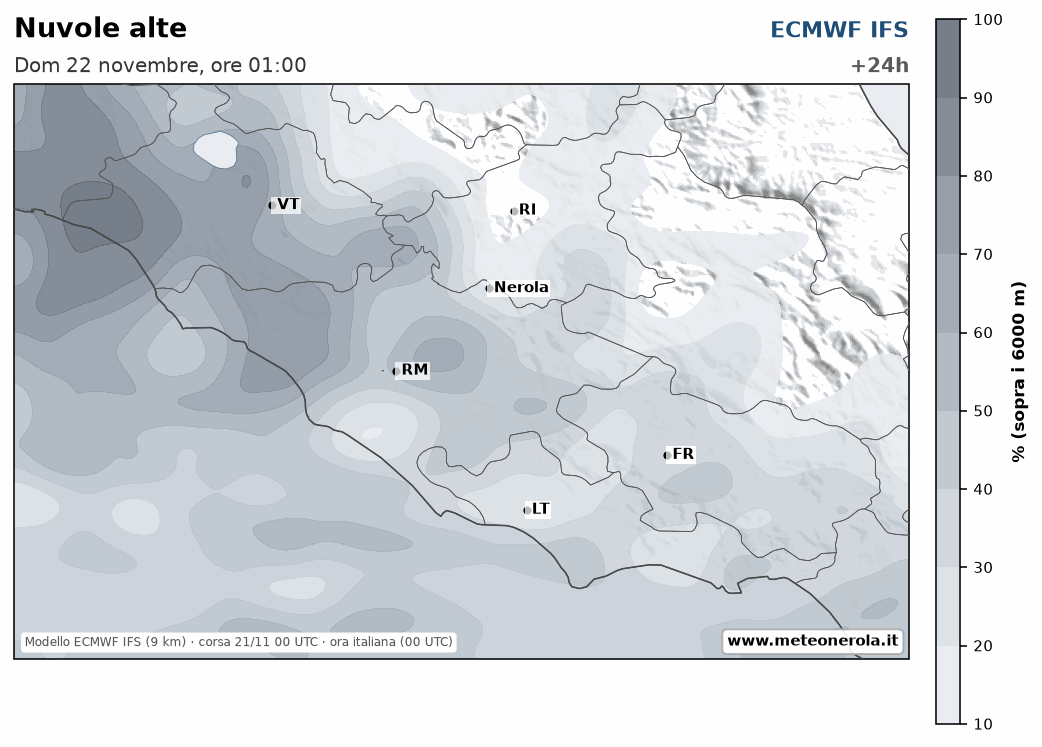 Nuvole alte
ECMWF IFS
Dom 22 novembre, ore 01:00
+24h
100
90
80
70
60
50
40
30
20
10
% (sopra i 6000 m)
VT
RI
Nerola
RM
FR
LT
Modello ECMWF IFS (9 km) · corsa 21/11 00 UTC · ora italiana (00 UTC)
www.meteonerola.it